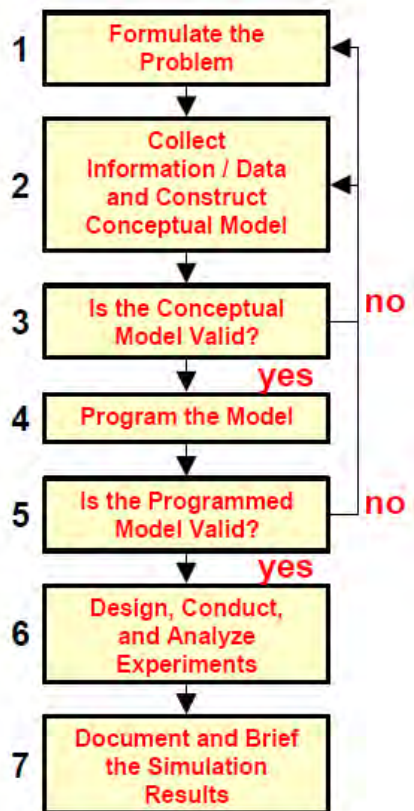 1
Formulate the
Problem
2
Collect
Information / Data
and Construct
Conceptual Model
3
Is the Conceptual
Model Valid?
no
yes
4
Program the Model
5
Is the Programmed
Model Valid?
no
yes
6
Design, Conduct,
and Analyze
Experiments
7
Document and Brief
the Simulation
Results